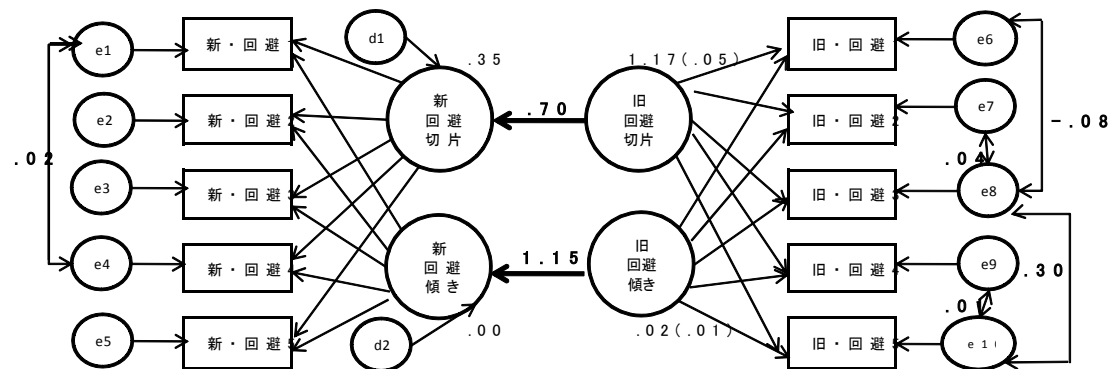 e1
新・回避
d1
.35
1.17(.05)
旧・回避
e6
e2
新・回避
新
回避
切片
.70
旧
回避
切片
旧・回避2
e7
-.08
.02
e3
新・回避
.04
旧・回避
e8
e4
新・回避
新
回避
傾き
1.15
旧
回避
傾き
旧・回避
e9
.30
e5
新・回避
d2
.00
.02(.01)
旧・回避
.0
e1